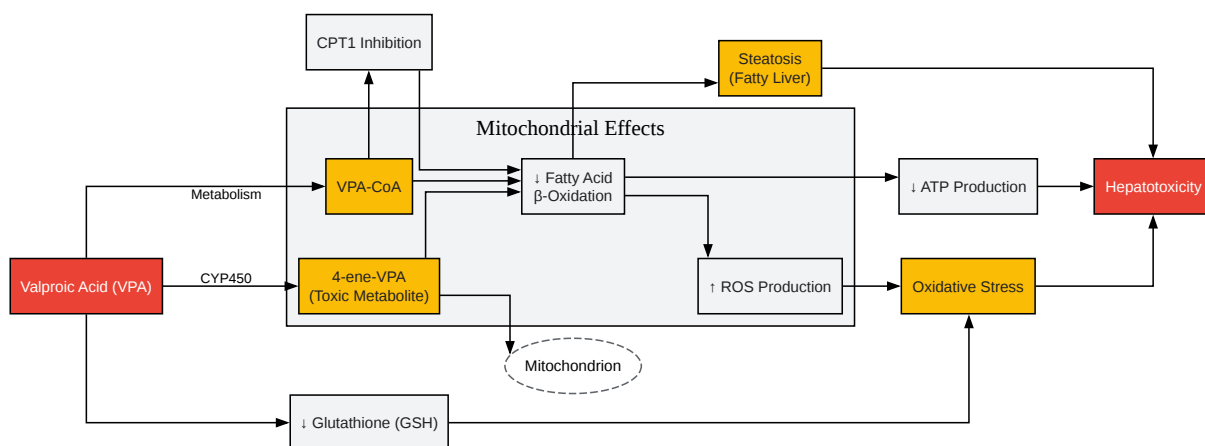 CPT1 Inhibition
Steatosis
(Fatty Liver)
Mitochondrial Effects
Metabolism
VPA-CoA
↓ Fatty Acid
β-Oxidation
↓ ATP Production
Hepatotoxicity
Valproic Acid (VPA)
CYP450
4-ene-VPA
(Toxic Metabolite)
↑ ROS Production
Oxidative Stress
Mitochondrion
↓ Glutathione (GSH)